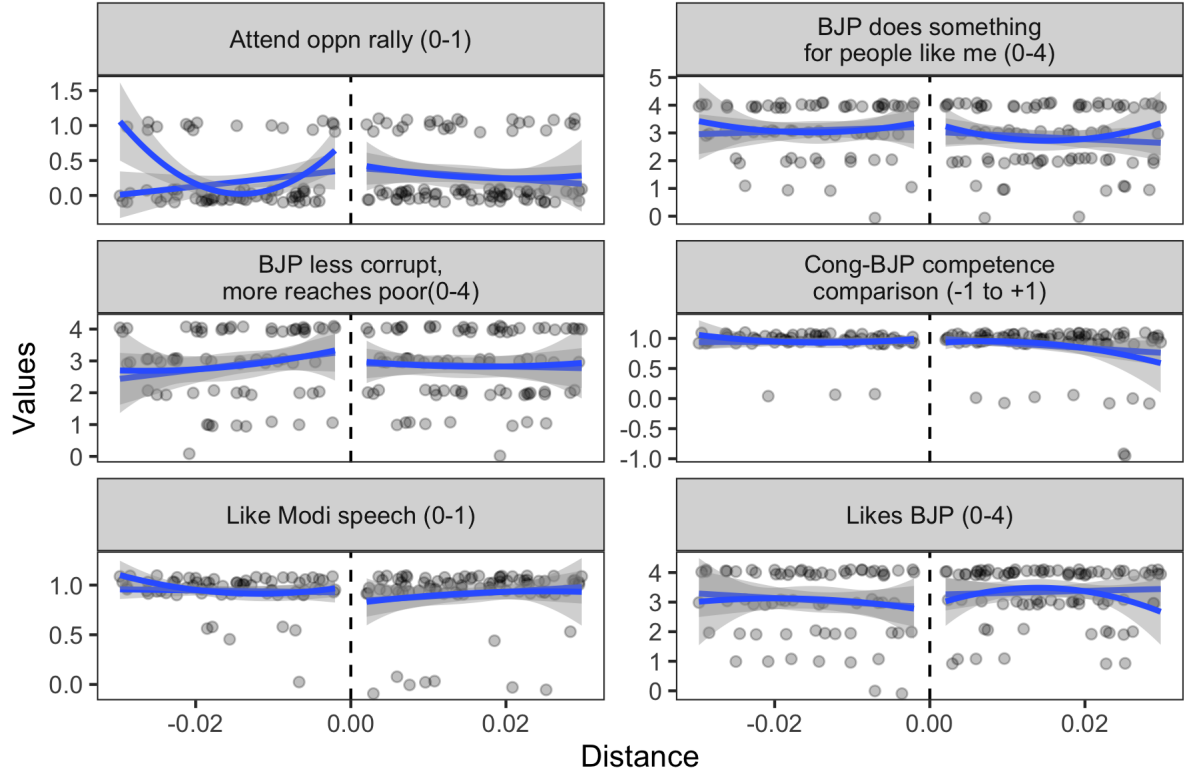 Attend oppn rally (0-1)
BJP does something
for people like me (0-4)
1.5
1.0
0.5
0.0
5
4
3
2
1
0
BJP less corrupt,
more reaches poor(0-4)
Cong-BJP competence
comparison (-1 to +1)
4
3
2
1
0
1.0
0.5
0.0
-0.5
-1.0
Like Modi speech (0-1)
Likes BJP (0-4)
1.0
0.5
0.0
4
3
2
1
0
-0.02 0.00 0.02
-0.02 0.00 0.02
Values
Distance